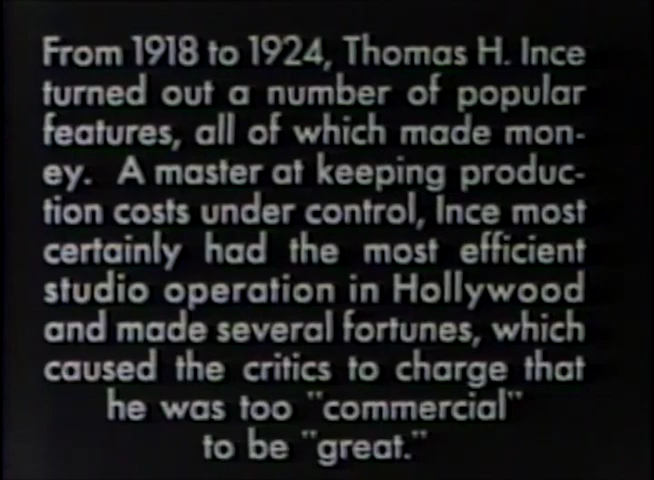 From 1918 to 1924, Thomas H. Ince
turned out a number of popular
features, all of which made mon-
ey. A master at keeping produc-
tion costs under control, Ince most
certainly had the most efficient
studio operation in Hollywood
and made several fortunes, which
caused the critics to charge that
he was too "commercial"
to be "great."